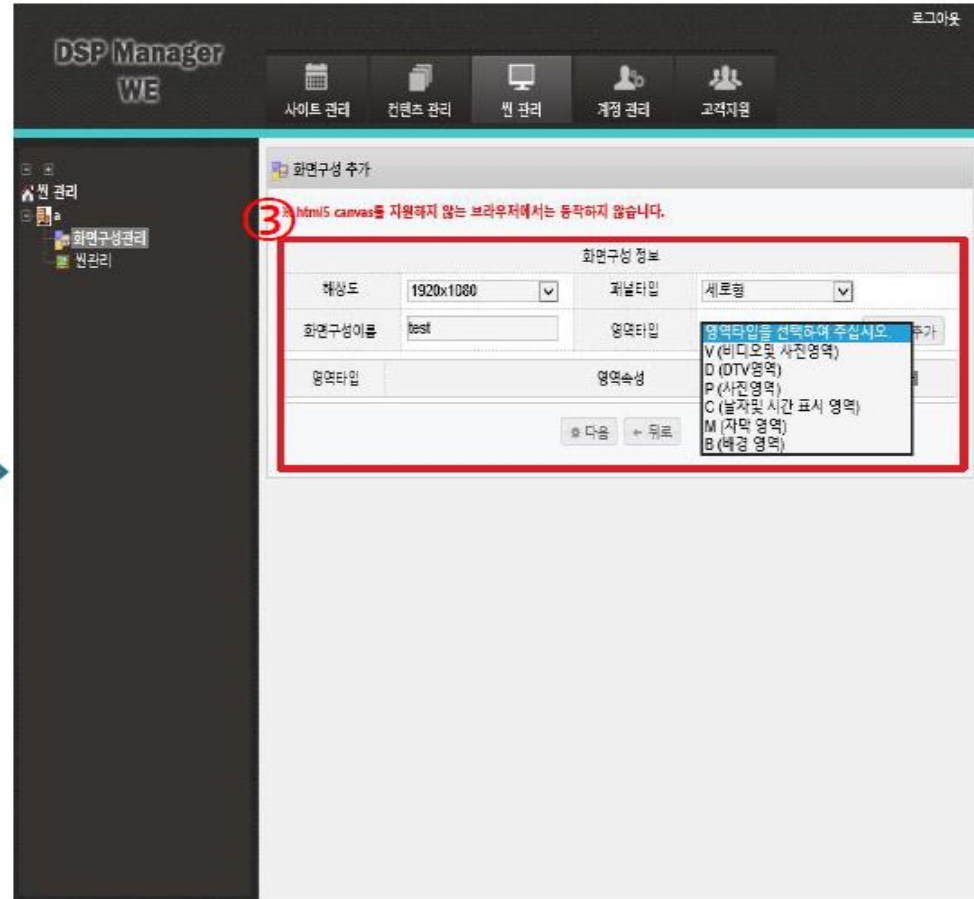 로그아웃
DSP Manager
WE
사이트 관리 컨텐츠 관리 씬 관리 계정 관리 고객지원
씬 관리
a
화면구성관리
씬관리
화면구성 추가
③
※ html5 canvas를 지원하지 않는 브라우저에서는 동작하지 않습니다.
화면구성 정보
해상도 1920x1080 패널타입 세로형
화면구성이름 test 영역타입 영역타입을 선택하여 주십시오. 추가
V (비디오및 사진영역)
D (DTV영역)
P (사진영역)
C (날자및 시간 표시 영역)
M (자막 영역)
B (배경 영역)
영역타입 영역속성
다음 뒤로